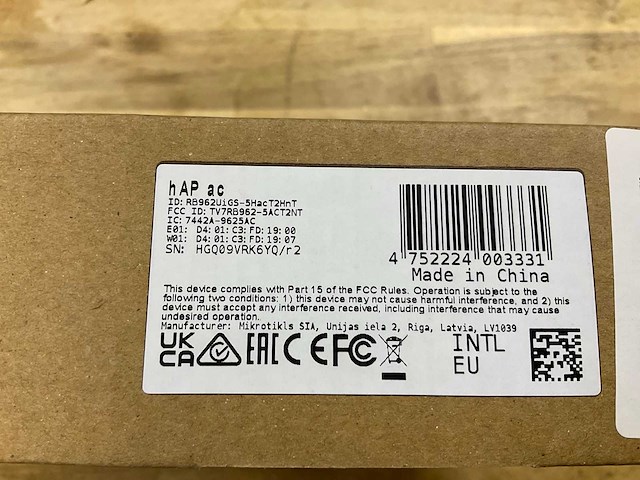 hAP ac
ID: RB962UiGS-5HacT2HnT
FCC ID: TV7RB962-5ACT2NT
IC: 7442A-9625AC
E01: D4:01:C3:FD:19:00
W01: D4:01:C3:FD:19:07
SN: HGQ09VRK6YQ/r2
4 752224 003331
Made in China
This device complies with Part 15 of the FCC Rules. Operation is subject to the
following two conditions: 1) this device may not cause harmful interference, and 2) this
device must accept any interference received, including interference that may cause
undesired operation.
Manufacturer: Mikrotikls SIA, Unijas iela 2, Riga, Latvia, LV1039
UK CA EAC CE FC
INTL
EU